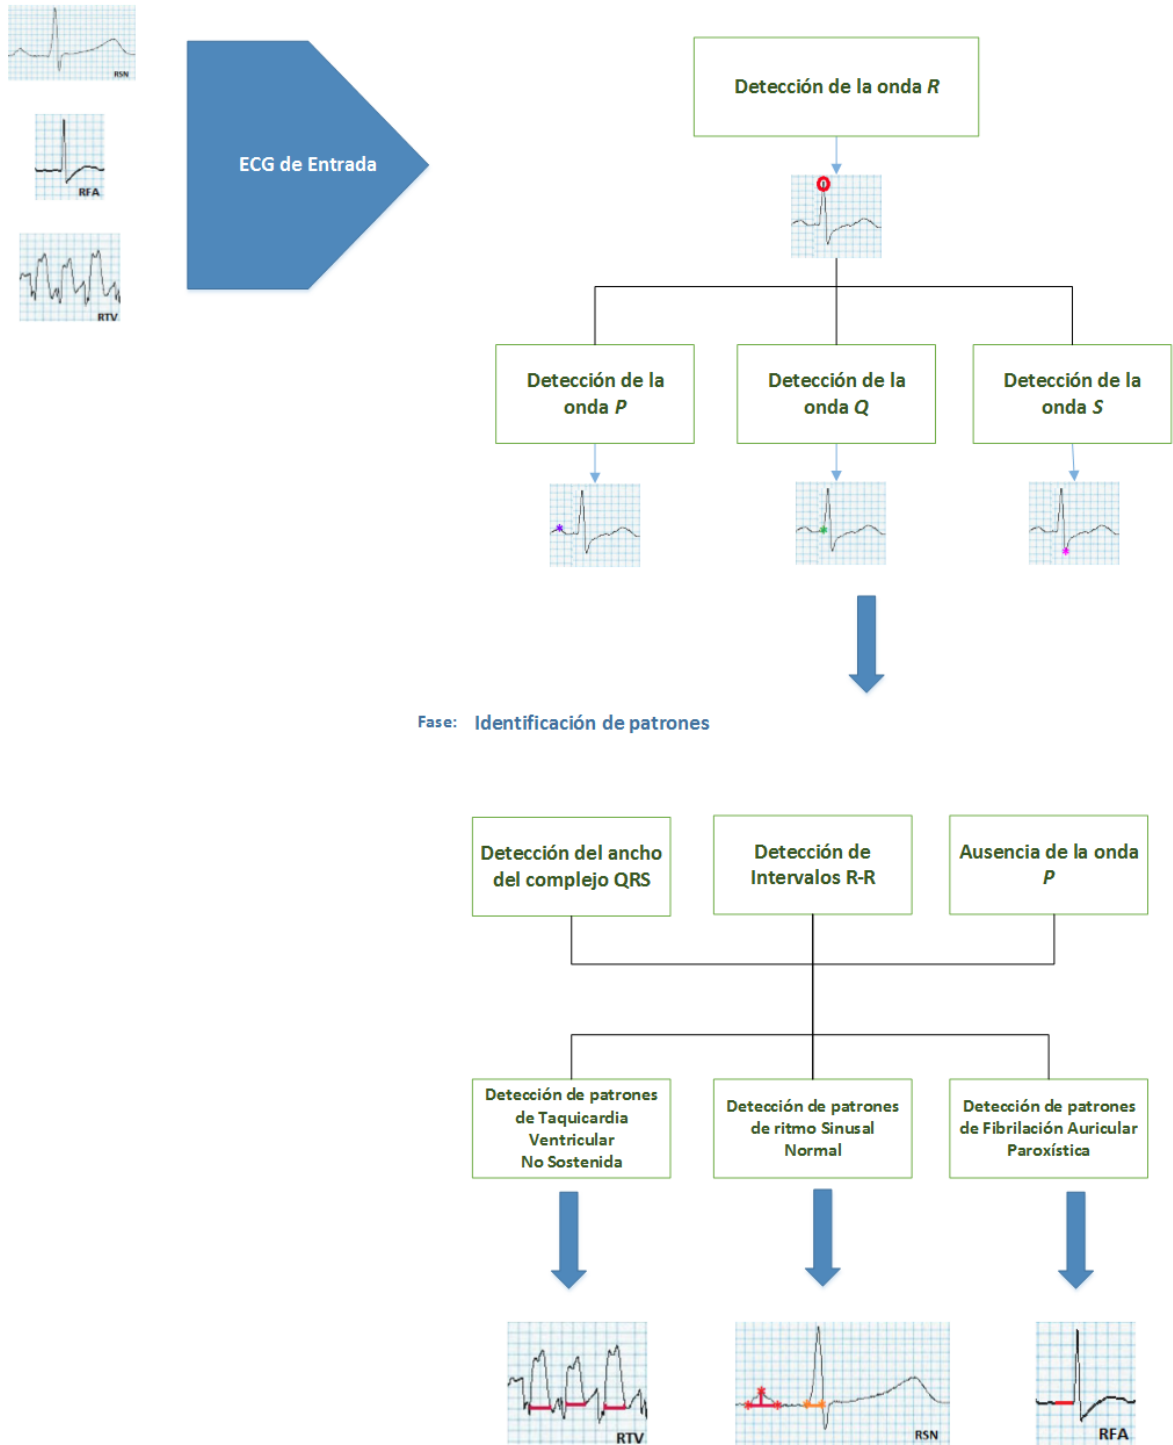 RSN
RFA
RTV
ECG de Entrada
Detección de la onda R
Detección de la
onda P
Detección de la
onda Q
Detección de la
onda S
Fase: Identificación de patrones
Detección del ancho
del complejo QRS
Detección de
Intervalos R-R
Ausencia de la onda
P
Detección de patrones
de Taquicardia
Ventricular
No Sostenida
Detección de patrones
de ritmo Sinusal
Normal
Detección de patrones
de Fibrilación Auricular
Paroxística
RTV
RSN
RFA